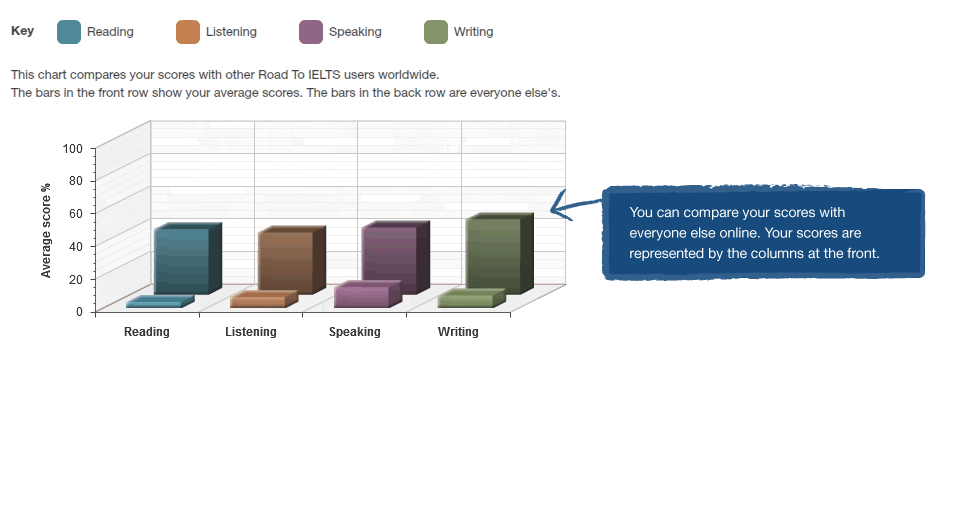 Key Reading Listening Speaking Writing
This chart compares your scores with other Road To IELTS users worldwide.
The bars in the front row show your average scores. The bars in the back row are everyone else's.
100
80
60
40
20
0
Average score %
You can compare your scores with
everyone else online. Your scores are
represented by the columns at the front.
Reading Listening Speaking Writing